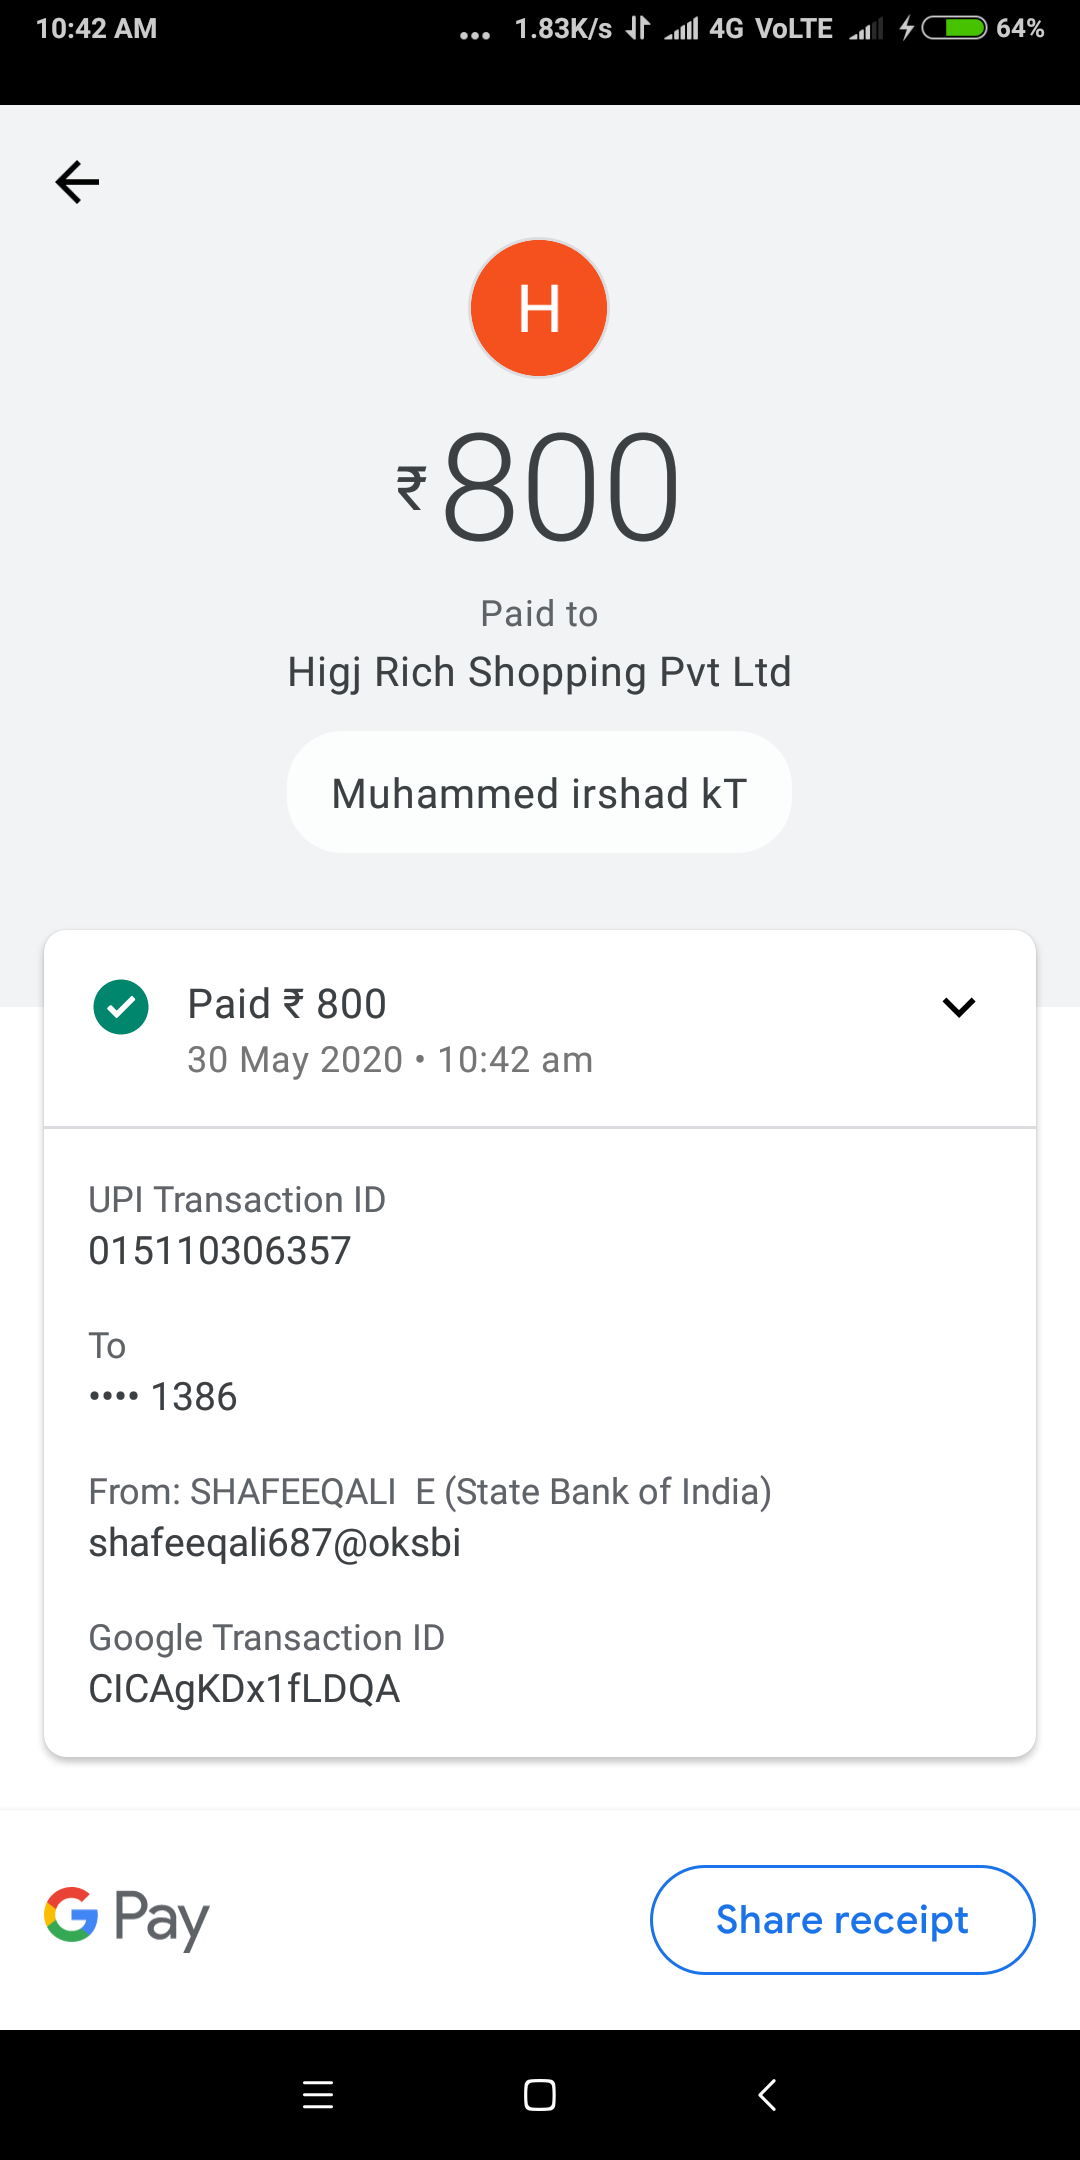 10:42 AM ... 1.83K/s 4G VoLTE 64%
H
₹800
Paid to
Higj Rich Shopping Pvt Ltd
Muhammed irshad kT
Paid ₹ 800
30 May 2020 • 10:42 am
UPI Transaction ID
015110306357
To
•••• 1386
From: SHAFEEQALI  E (State Bank of India)
shafeeqali687@oksbi
Google Transaction ID
CICAgKDx1fLDQA
G Pay
Share receipt